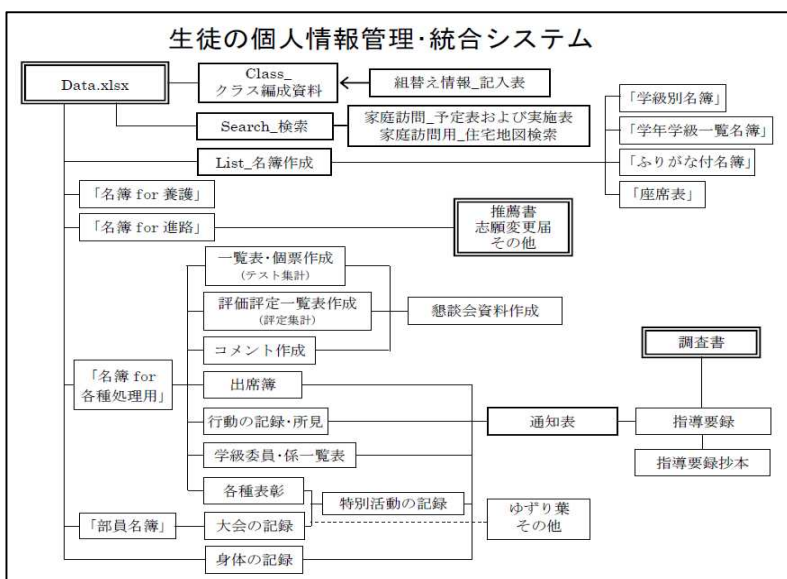 生徒の個人情報管理・統合システム
Data.xlsx
Class_
クラス編成資料
組替え情報_記入表
Search_検索
家庭訪問_予定表および実施表
家庭訪問用_住宅地図検索
List_名簿作成
「学級別名簿」
「学年学級一覧名簿」
「ふりがな付名簿」
「座席表」
「名簿 for 養護」
「名簿 for 進路」
推薦書
志願変更届
その他
一覧表・個票作成
(テスト集計)
評価評定一覧表作成
(評定集計)
コメント作成
懇談会資料作成
「名簿 for
各種処理用」
出席簿
行動の記録・所見
学級委員・係一覧表
各種表彰
特別活動の記録
通知表
調査書
指導要録
指導要録抄本
「部員名簿」
大会の記録
ゆずり葉
その他
身体の記録